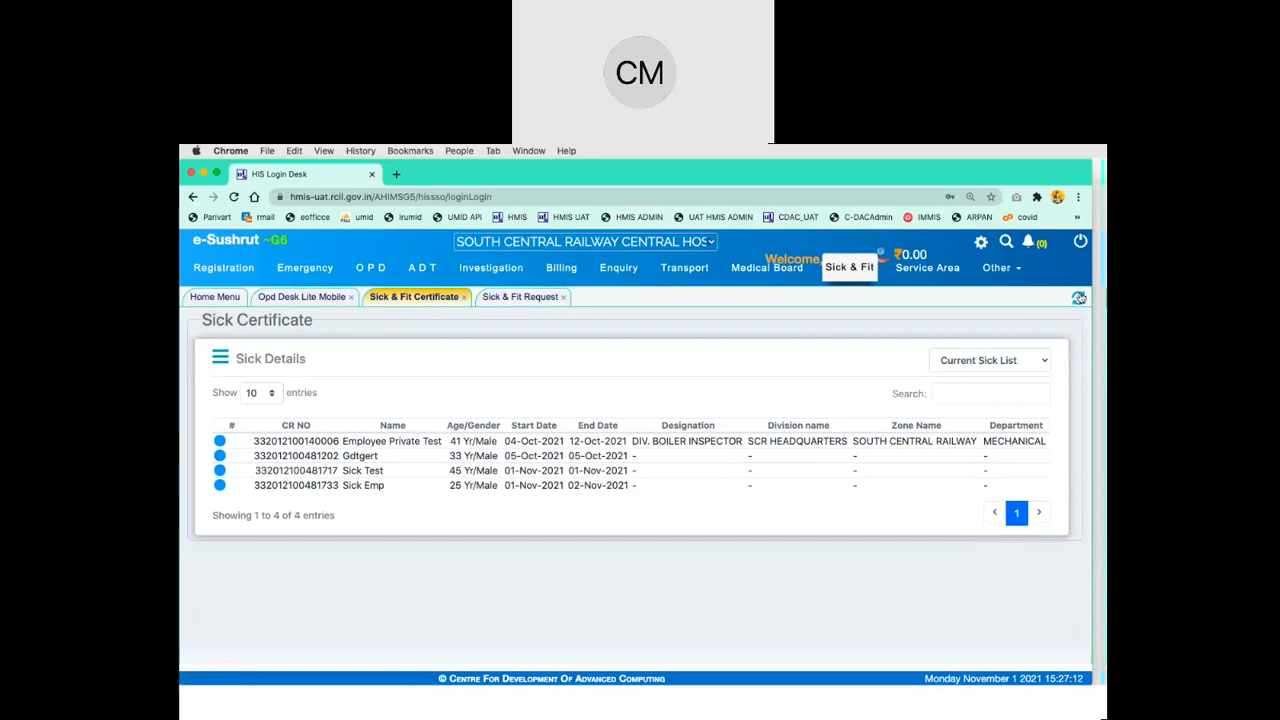 CM
Chrome File Edit View History Bookmarks People Tab Window Help
HIS Login Desk
hmis-uat.rcil.gov.in/AHIMSG5/hissso/loginLogin
Parivart rmail eofficce umid irumid UMID API HMIS HMIS UAT HMIS ADMIN UAT HMIS ADMIN CDAC_UAT C-DACAdmin IMMIS ARPAN covid »
e-Sushrut ~G6 SOUTH CENTRAL RAILWAY CENTRAL HOS (0)
Welcome, ₹0.00
Registration Emergency O P D A D T Investigation Billing Enquiry Transport Medical Board Sick & Fit Service Area Other
Home Menu Opd Desk Lite Mobile × Sick & Fit Certificate × Sick & Fit Request ×
Sick Certificate
Sick Details Current Sick List
Show 10 entries Search:
# CR NO Name Age/Gender Start Date End Date Designation Division name Zone Name Department
332012100140006 Employee Private Test 41 Yr/Male 04-Oct-2021 12-Oct-2021 DIV. BOILER INSPECTOR SCR HEADQUARTERS SOUTH CENTRAL RAILWAY MECHANICAL
332012100481202 Gdtgert 33 Yr/Male 05-Oct-2021 05-Oct-2021 - - - -
332012100481717 Sick Test 45 Yr/Male 01-Nov-2021 01-Nov-2021 - - - -
332012100481733 Sick Emp 25 Yr/Male 01-Nov-2021 02-Nov-2021 - - - -
Showing 1 to 4 of 4 entries ‹ 1 ›
© CENTRE FOR DEVELOPMENT OF ADVANCED COMPUTING Monday November 1 2021 15:27:12